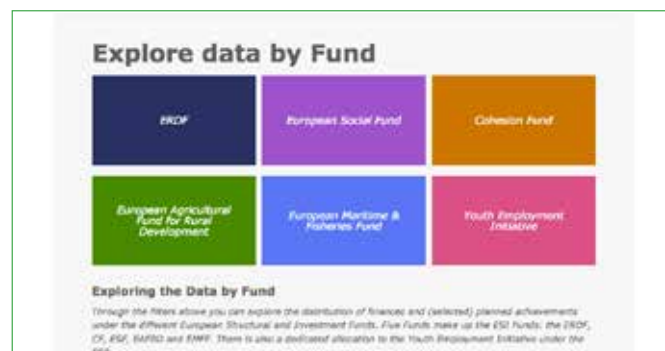 Explore data by Fund
ERDF
European Social Fund
Cohesion Fund
European Agricultural
Fund for Rural
Development
European Maritime &
Fisheries Fund
Youth Employment
Initiative
Exploring the Data by Fund
Through the filters above you can explore the distribution of finances and (selected) planned achievements
under the different European Structural and Investment Funds. Five Funds make up the ESI Funds: the ERDF,
CF, ESF, EAFRD and EMFF. There is also a dedicated allocation to the Youth Employment Initiative under the